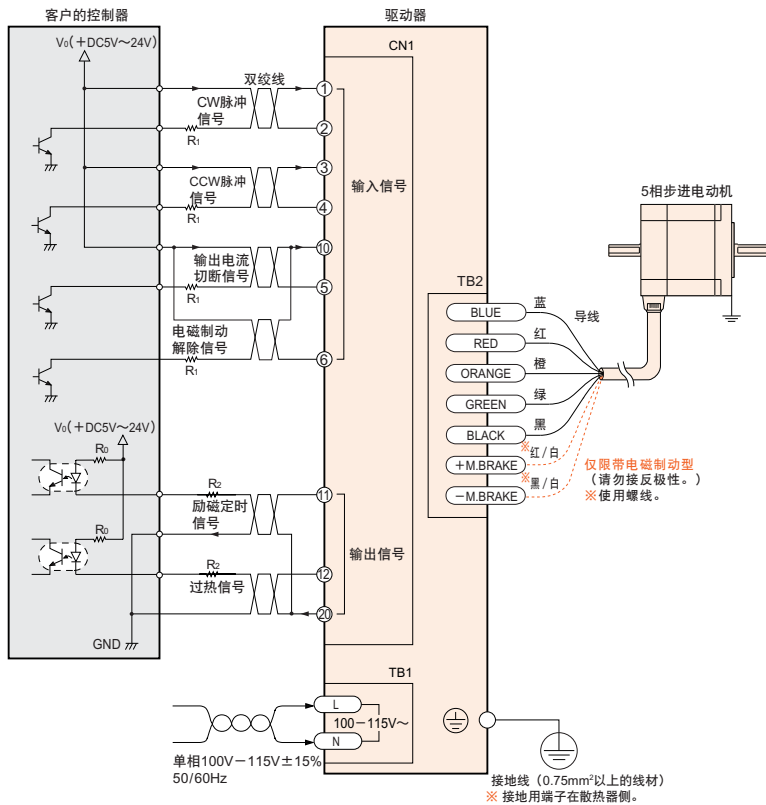 客户的控制器
驱动器
V₀(＋DC5V～24V)
CN1
双绞线
①
CW脉冲
信号
R₁
②
③
CCW脉冲
信号
R₁
④
输入信号
⑩
输出电流
切断信号
R₁
⑤
电磁制动
解除信号
R₁
⑥
5相步进电动机
TB2
BLUE
蓝
导线
RED
红
ORANGE
橙
GREEN
绿
BLACK
黑
＋M.BRAKE
※红/白
－M.BRAKE
※黑/白
仅限带电磁制动型
（请勿接反极性。）
※使用螺线。
V₀(＋DC5V～24V)
R₀
R₂
⑪
励磁定时
信号
R₀
R₂
⑫
过热信号
输出信号
⑳
GND
TB1
L
100－115V～
N
单相100V－115V±15%
50/60Hz
接地线（0.75mm²以上的线材）
※ 接地用端子在散热器侧。